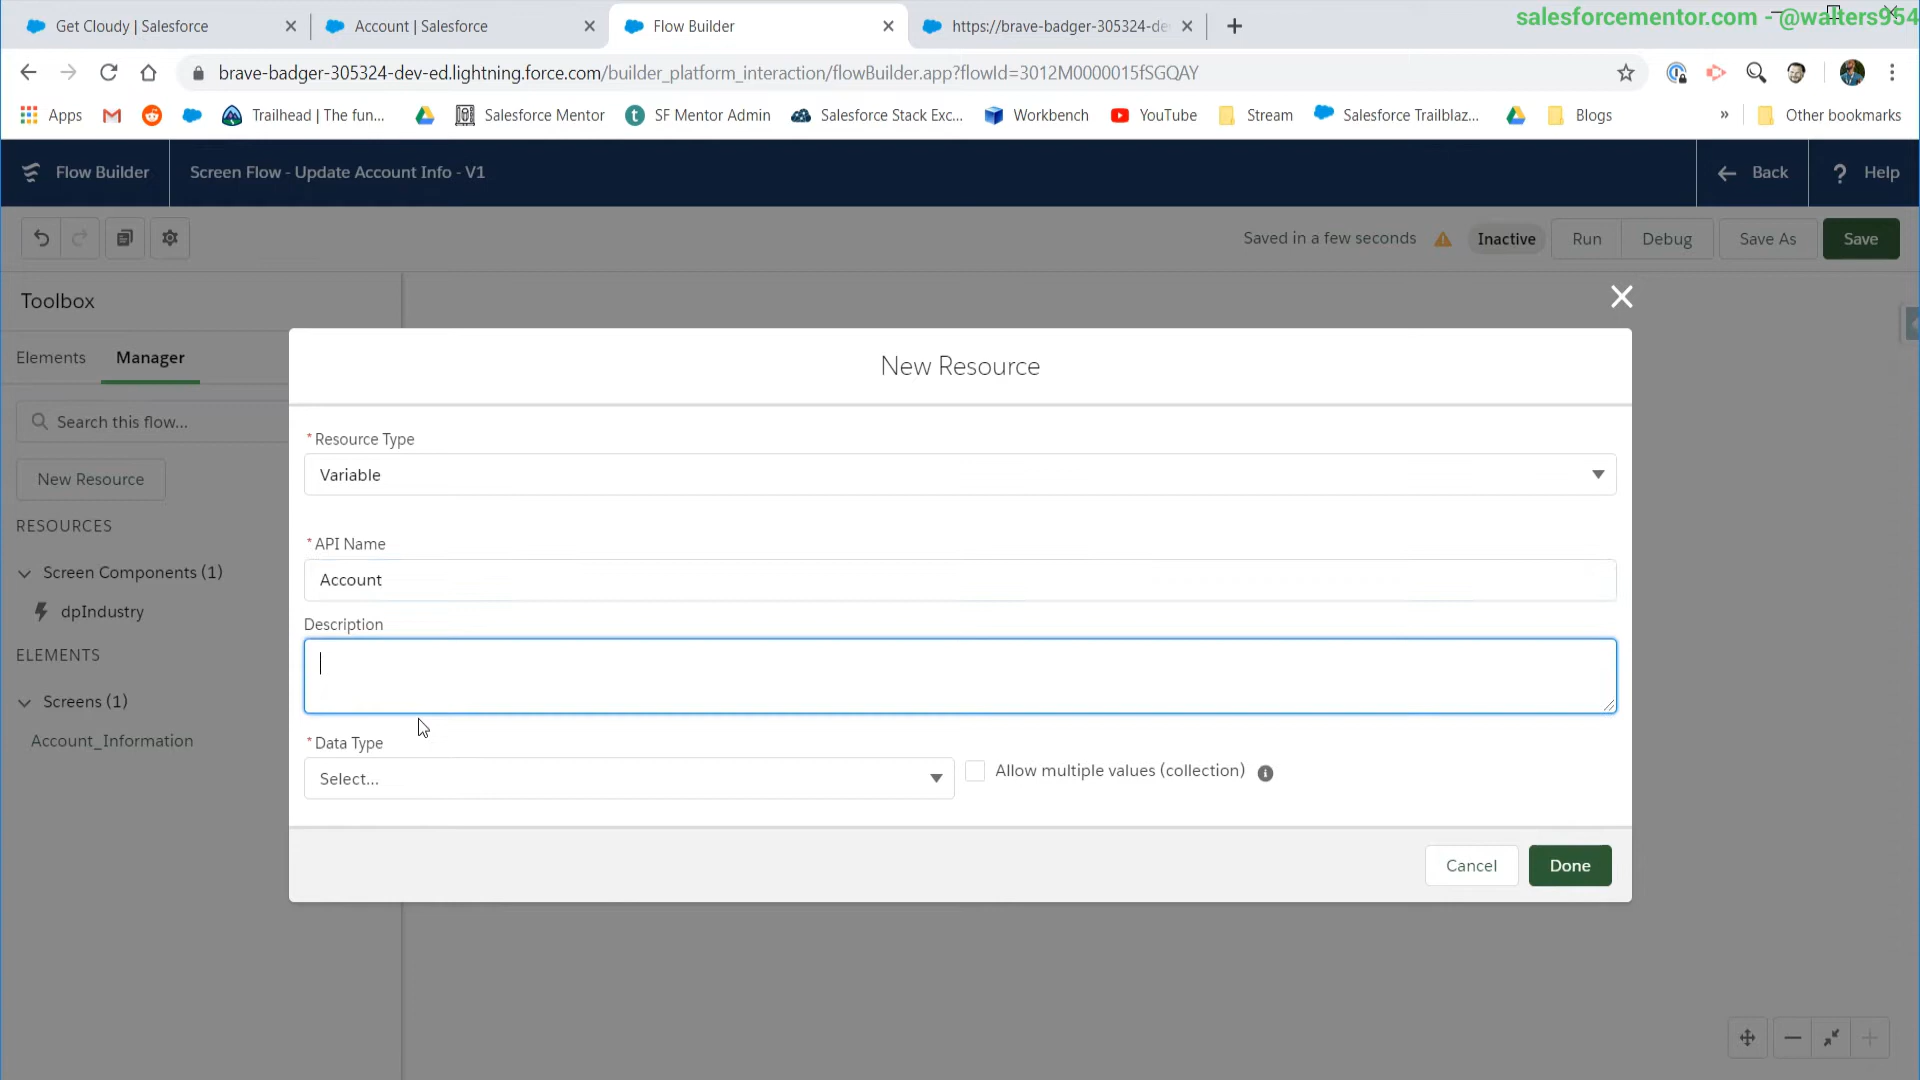 Get Cloudy | Salesforce
Account | Salesforce
Flow Builder
https://brave-badger-305324-de
salesforcementor.com - @walters954
brave-badger-305324-dev-ed.lightning.force.com/builder_platform_interaction/flowBuilder.app?flowId=3012M0000015fSGQAY
Apps
Trailhead | The fun...
Salesforce Mentor
SF Mentor Admin
Salesforce Stack Exc...
Workbench
YouTube
Stream
Salesforce Trailblaz...
Blogs
»
Other bookmarks
Flow Builder
Screen Flow - Update Account Info - V1
Back
? Help
Saved in a few seconds
Inactive
Run
Debug
Save As
Save
Toolbox
Elements
Manager
Search this flow...
New Resource
RESOURCES
Screen Components (1)
dpIndustry
ELEMENTS
Screens (1)
Account_Information
New Resource
* Resource Type
Variable
* API Name
Account
Description
* Data Type
Select...
Allow multiple values (collection)
Cancel
Done